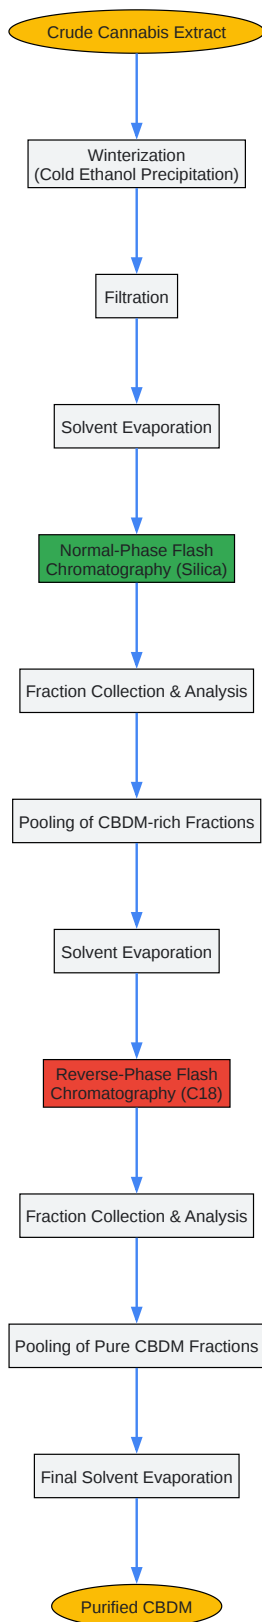 Crude Cannabis Extract
Winterization
(Cold Ethanol Precipitation)
Filtration
Solvent Evaporation
Normal-Phase Flash
Chromatography (Silica)
Fraction Collection & Analysis
Pooling of CBDM-rich Fractions
Solvent Evaporation
Reverse-Phase Flash
Chromatography (C18)
Fraction Collection & Analysis
Pooling of Pure CBDM Fractions
Final Solvent Evaporation
Purified CBDM